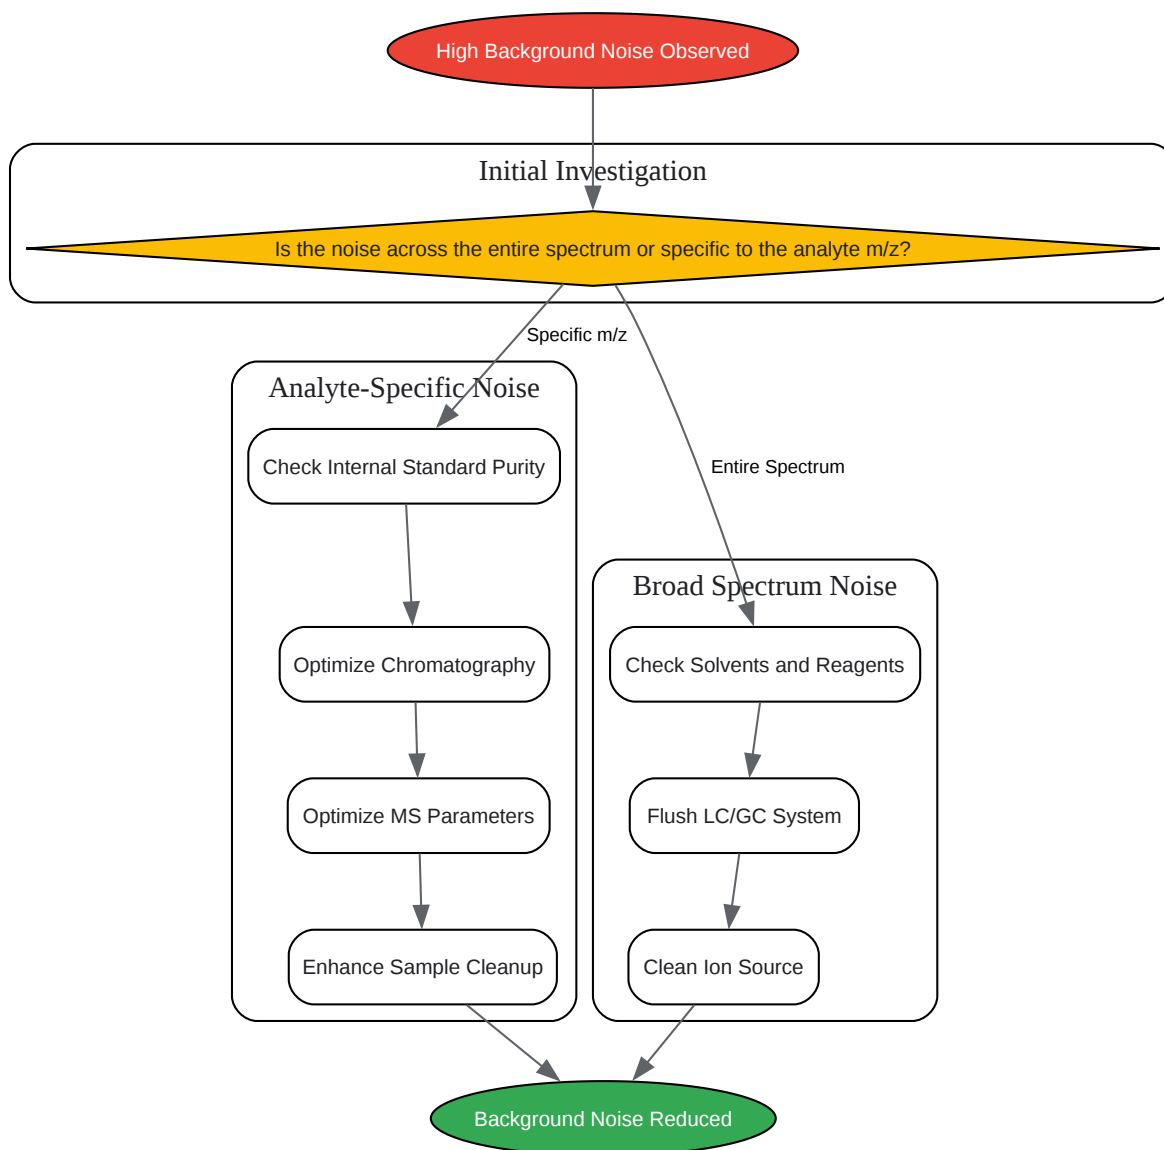 High Background Noise Observed
Initial Investigation
Is the noise across the entire spectrum or specific to the analyte m/z?
Specific m/z
Analyte-Specific Noise
Check Internal Standard Purity
Optimize Chromatography
Optimize MS Parameters
Enhance Sample Cleanup
Entire Spectrum
Broad Spectrum Noise
Check Solvents and Reagents
Flush LC/GC System
Clean Ion Source
Background Noise Reduced